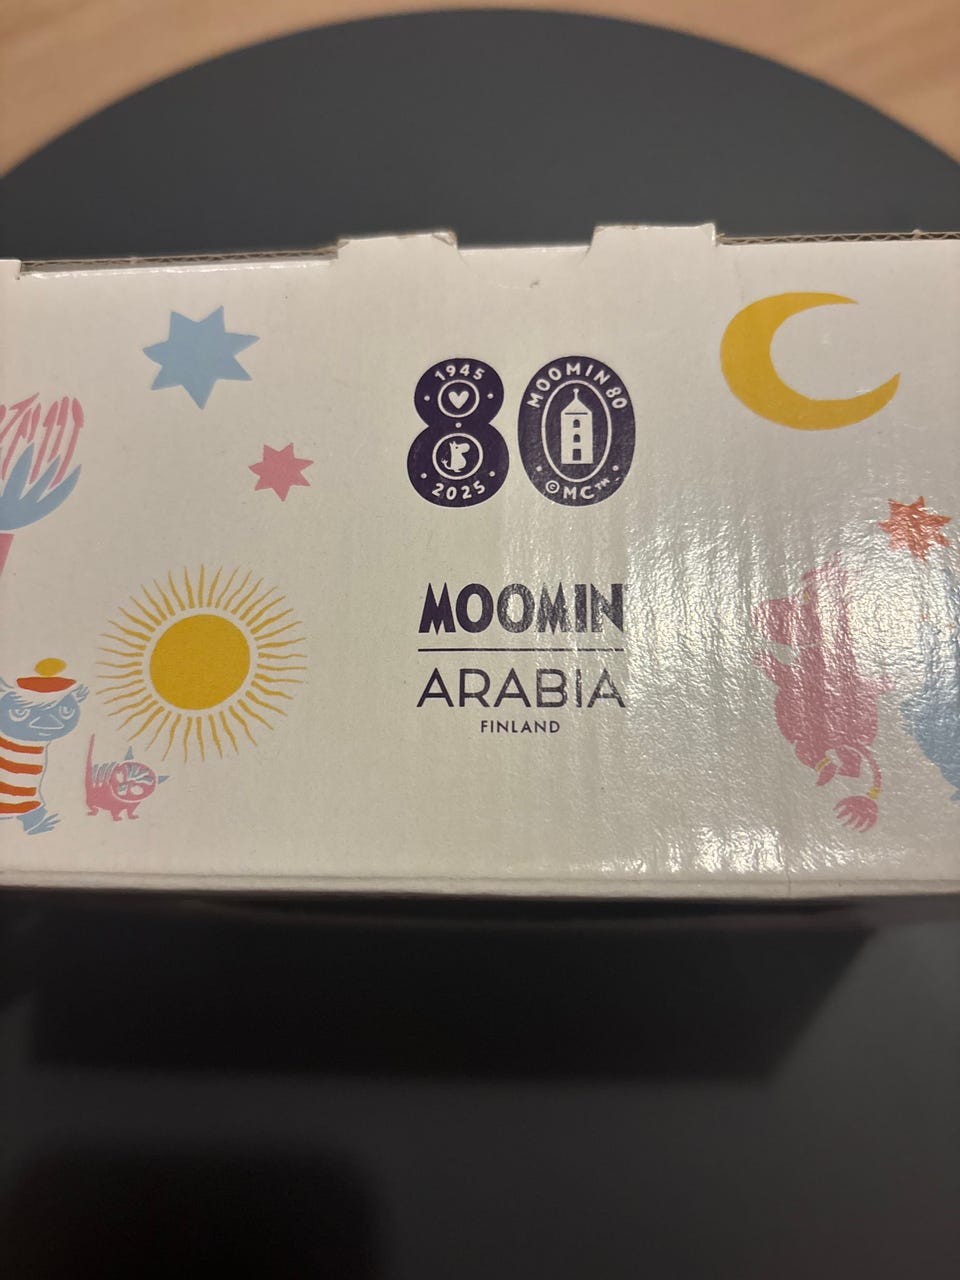 80
1945
2025
MOOMIN 80
©MC™
MOOMIN
ARABIA
FINLAND